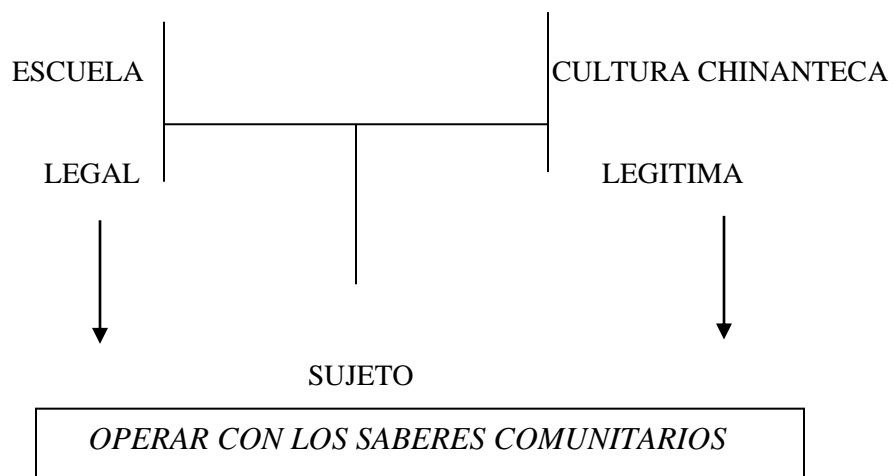 ESCUELA CULTURA CHINANTECA
LEGAL LEGITIMA
SUJETO
OPERAR CON LOS SABERES COMUNITARIOS